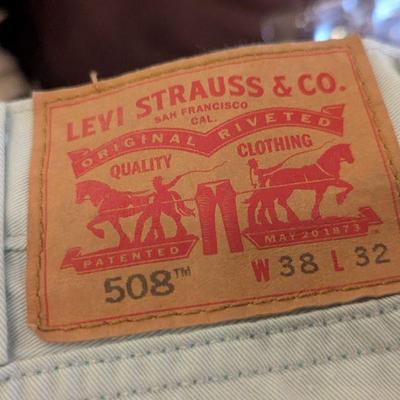 LEVI STRAUSS & CO.
SAN FRANCISCO
CAL.
ORIGINAL RIVETED
QUALITY CLOTHING
PATENTED MAY 20 1873
508™ W 38 L 32